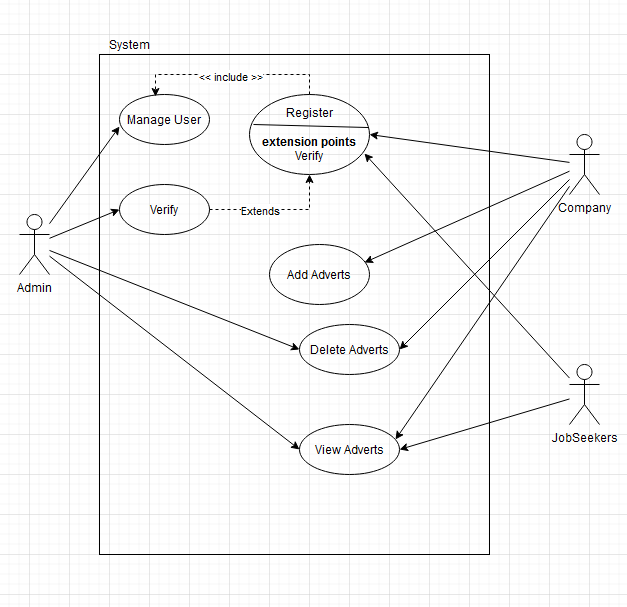 System
<< include >>
Manage User
Register
extension points
Verify
Verify
Extends
Company
Admin
Add Adverts
Delete Adverts
View Adverts
JobSeekers